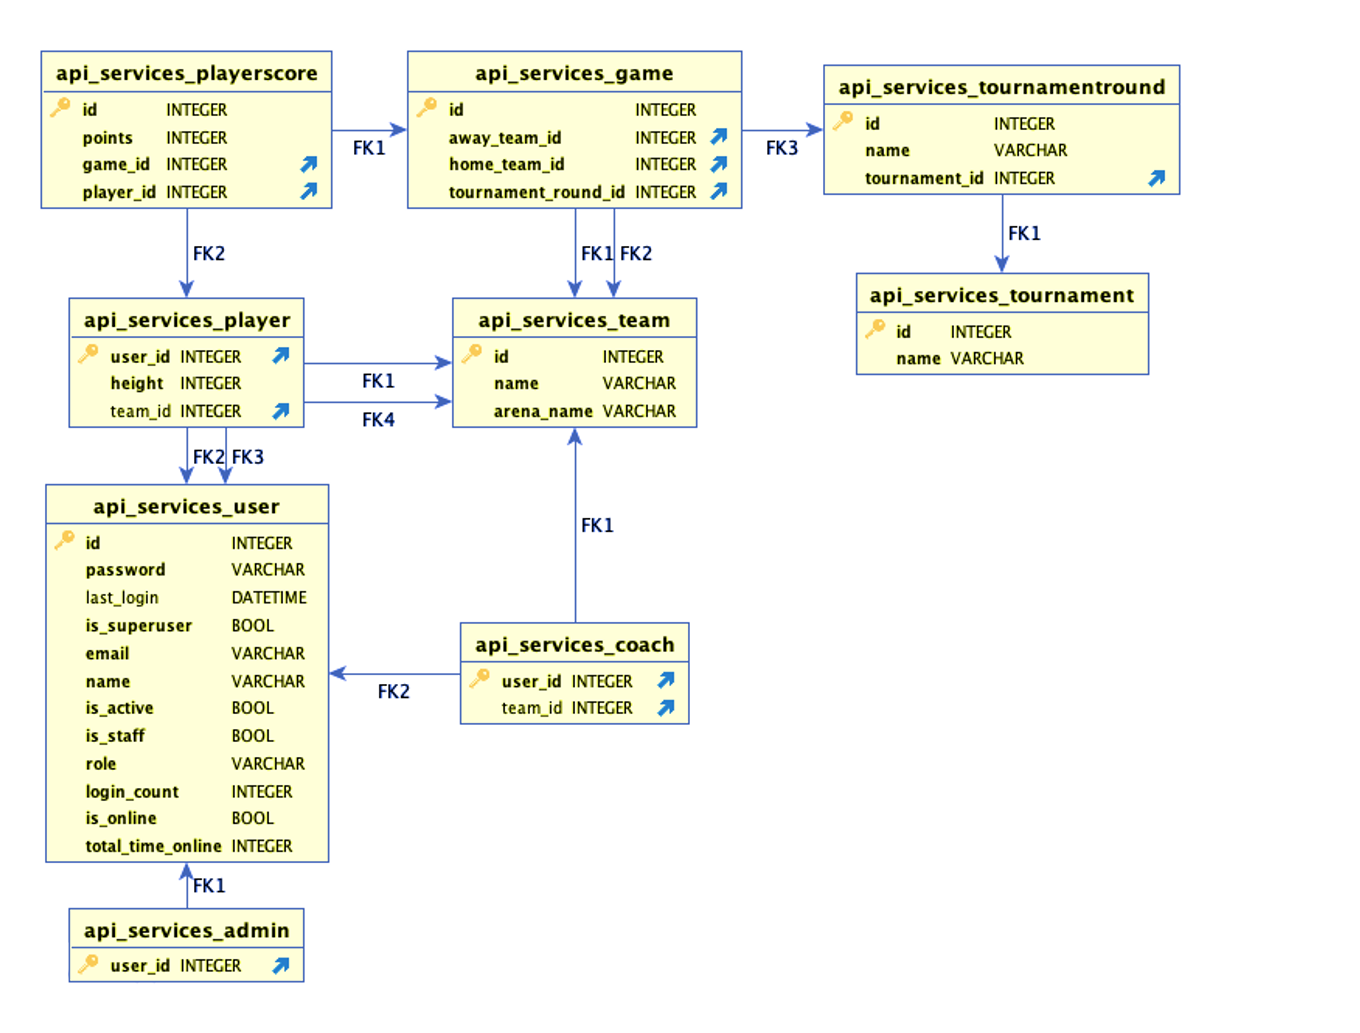 api_services_playerscore
id INTEGER
points INTEGER
game_id INTEGER
player_id INTEGER
FK1
api_services_game
id INTEGER
away_team_id INTEGER
home_team_id INTEGER
tournament_round_id INTEGER
FK3
api_services_tournamentround
id INTEGER
name VARCHAR
tournament_id INTEGER
FK2
FK1 FK2
FK1
api_services_player
user_id INTEGER
height INTEGER
team_id INTEGER
FK1
FK4
api_services_team
id INTEGER
name VARCHAR
arena_name VARCHAR
api_services_tournament
id INTEGER
name VARCHAR
FK2 FK3
api_services_user
id INTEGER
password VARCHAR
last_login DATETIME
is_superuser BOOL
email VARCHAR
name VARCHAR
is_active BOOL
is_staff BOOL
role VARCHAR
login_count INTEGER
is_online BOOL
total_time_online INTEGER
FK1
FK2
api_services_coach
user_id INTEGER
team_id INTEGER
FK1
api_services_admin
user_id INTEGER